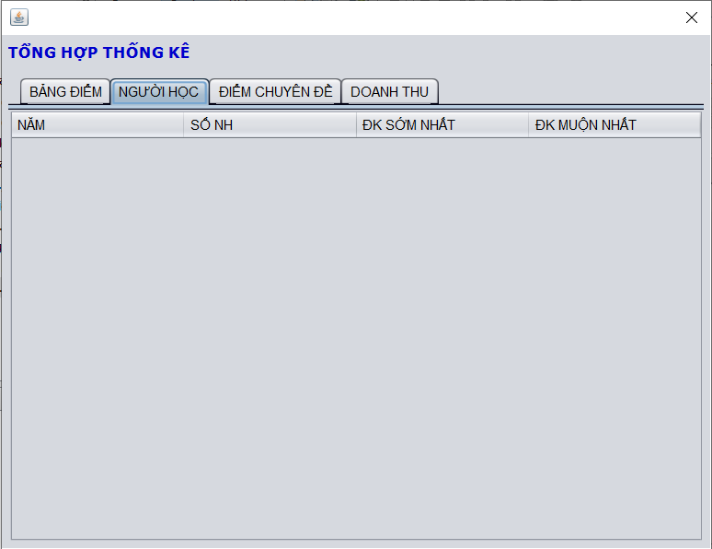 TỔNG HỢP THỐNG KÊ
BẢNG ĐIỂM NGƯỜI HỌC ĐIỂM CHUYÊN ĐỀ DOANH THU
NĂM SỐ NH ĐK SỚM NHẤT ĐK MUỘN NHẤT